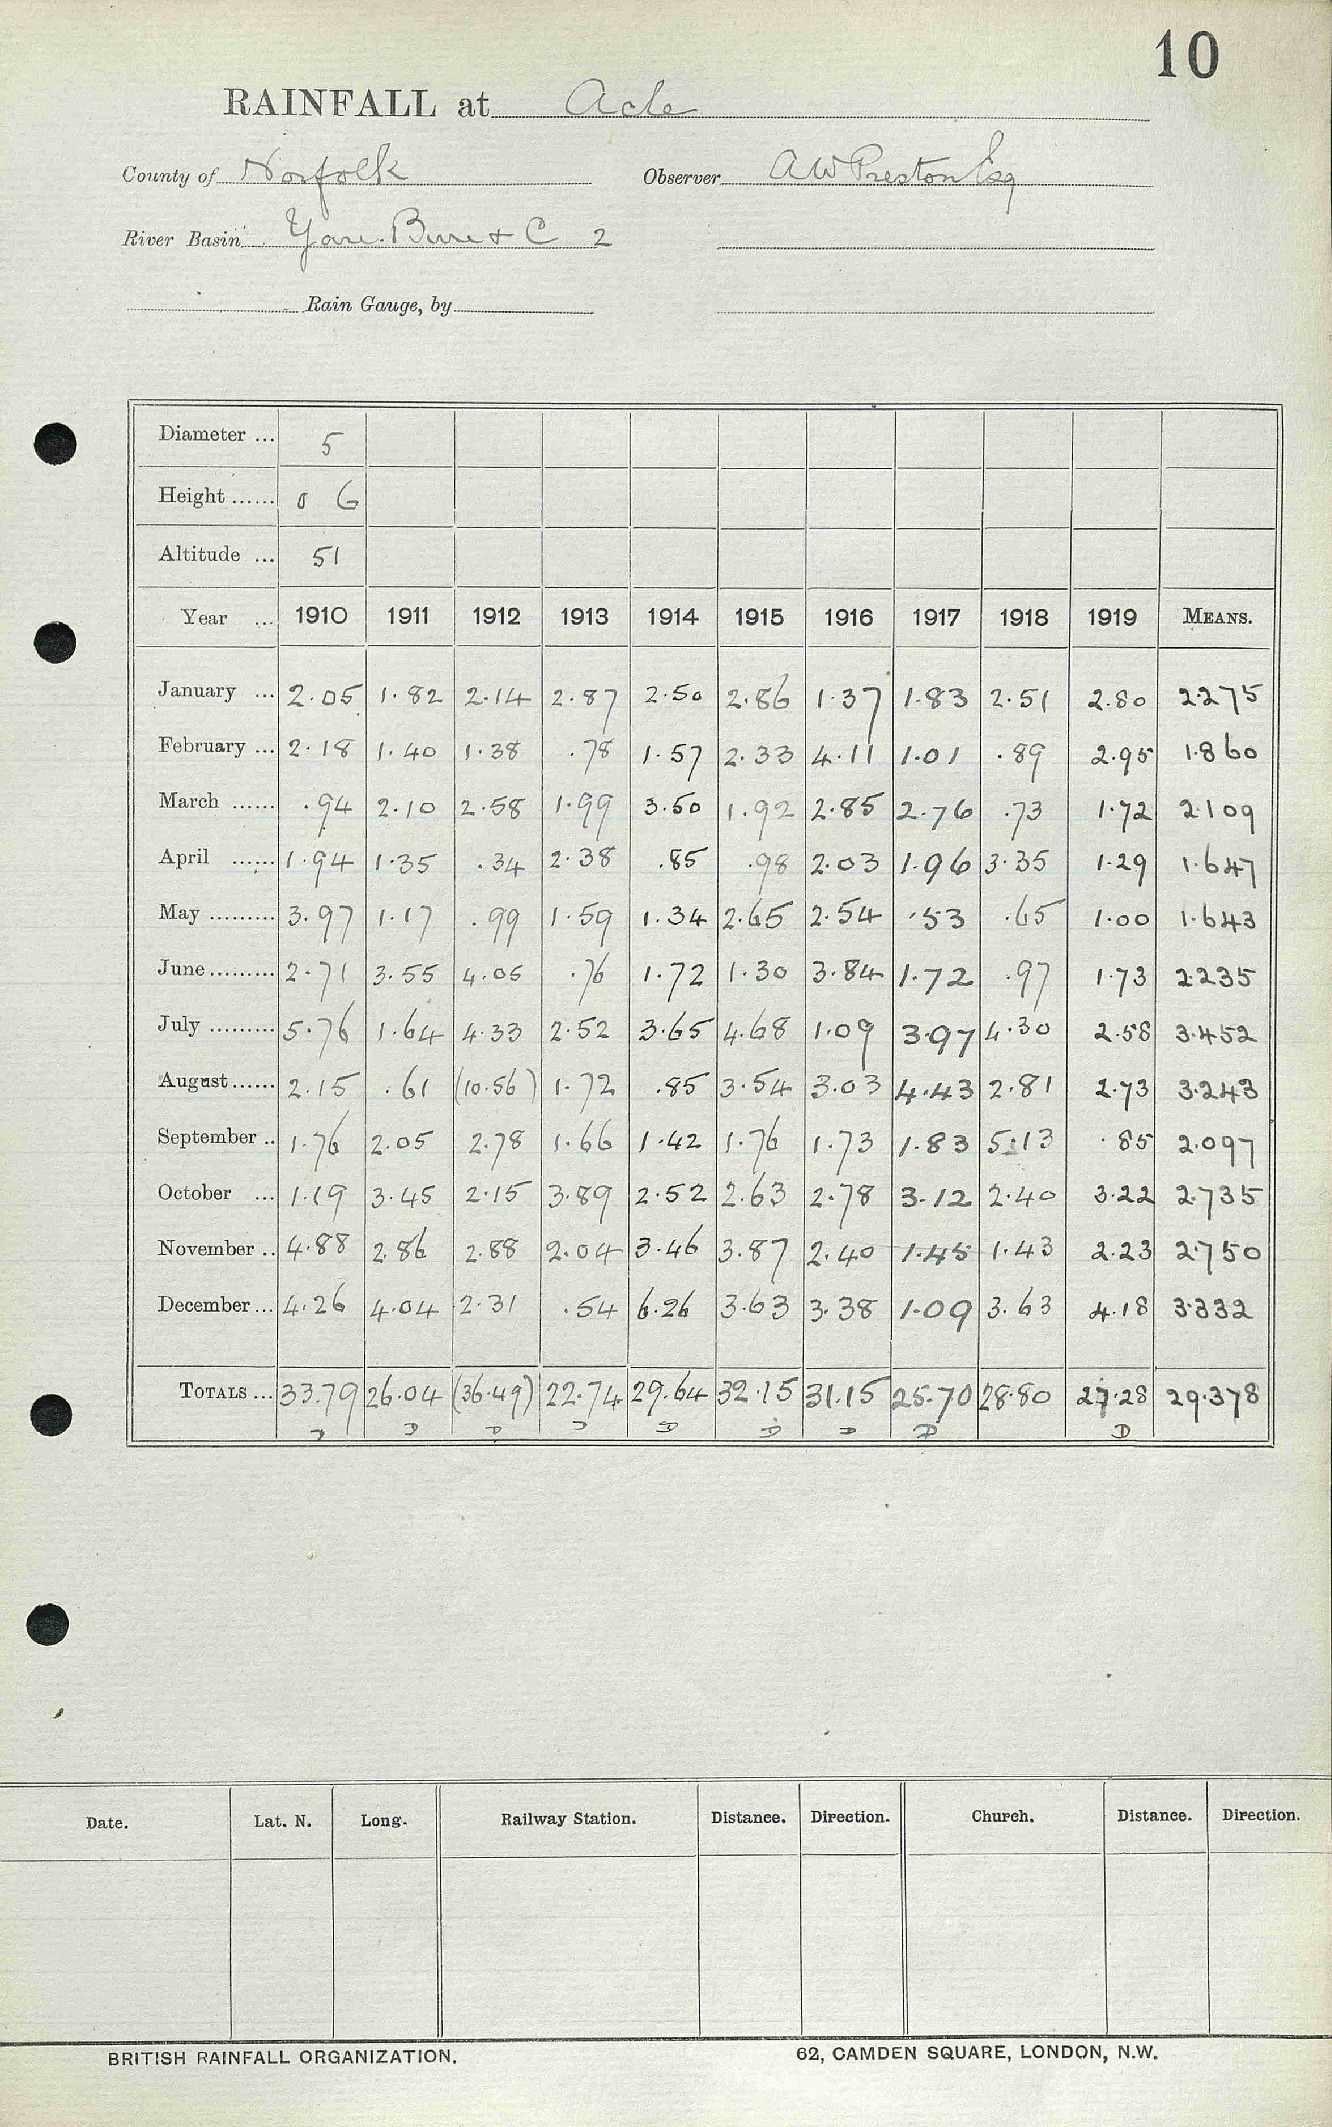 10
RAINFALL at Acle
County of Norfolk Observer A W Preston Esq
River Basin Yare. Bure & C 2
Rain Gauge, by
Diameter ... 5
Height ...... 0 6
Altitude ... 51
Year ... 1910 1911 1912 1913 1914 1915 1916 1917 1918 1919 MEANS.
January ... 2.05 1.82 2.14 2.87 2.50 2.86 1.37 1.83 2.51 2.80 2.275
February ... 2.18 1.40 1.38 .78 1.57 2.33 4.11 1.01 .89 2.95 1.860
March ...... .94 2.10 2.58 1.99 3.50 1.92 2.85 2.76 .73 1.72 2.109
April ...... 1.94 1.35 .34 2.38 .85 .98 2.03 1.96 3.35 1.29 1.647
May ......... 3.97 1.17 .99 1.59 1.34 2.65 2.54 .53 .65 1.00 1.643
June ......... 2.71 3.55 4.05 .76 1.72 1.30 3.84 1.72 .97 1.73 2.235
July ......... 5.76 1.64 4.33 2.52 3.65 4.68 1.09 3.97 4.30 2.58 3.452
August ...... 2.15 .61 (10.56) 1.72 .85 3.54 3.03 4.43 2.81 2.73 3.243
September .. 1.76 2.05 2.78 1.66 1.42 1.76 1.73 1.83 5.13 .85 2.097
October ... 1.19 3.45 2.15 3.89 2.52 2.63 2.78 3.12 2.40 3.22 2.735
November .. 4.88 2.86 2.88 2.04 3.46 3.87 2.40 1.45 1.43 2.23 2.750
December ... 4.26 4.04 2.31 .54 6.26 3.63 3.38 1.09 3.63 4.18 3.332
TOTALS ... 33.79 26.04 (36.49) 22.74 29.64 32.15 31.15 25.70 28.80 27.28 29.378
D D D D D D D D D
Date. Lat. N. Long. Railway Station. Distance. Direction. Church. Distance. Direction.
BRITISH RAINFALL ORGANIZATION. 62, CAMDEN SQUARE, LONDON, N.W.